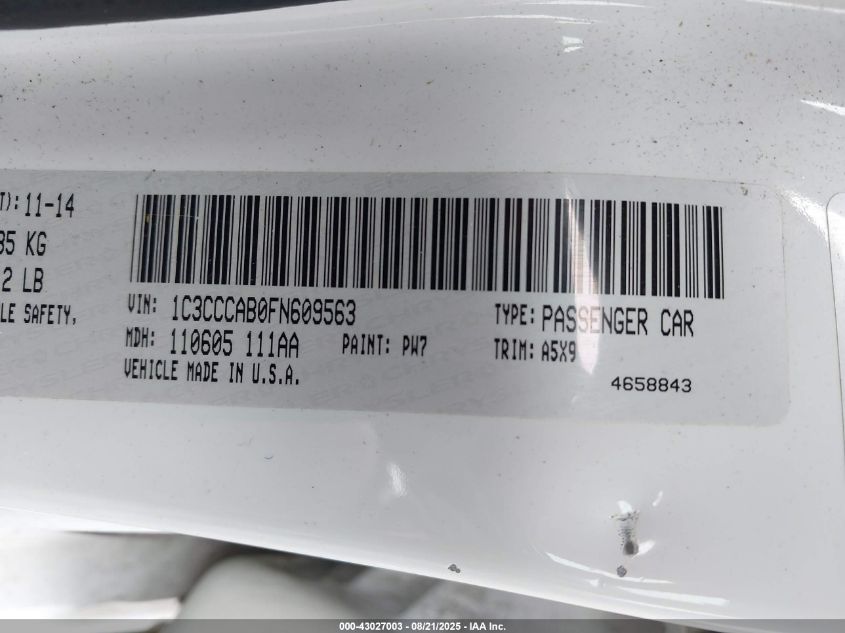 T): 11-14
85 KG
2 LB
LE SAFETY,
VIN: 1C3CCCAB0FN609563
TYPE: PASSENGER CAR
MDH: 110605 111AA
PAINT: PW7
TRIM: A5X9
VEHICLE MADE IN U.S.A.
4658843
000-43027003 - 08/21/2025 - IAA Inc.